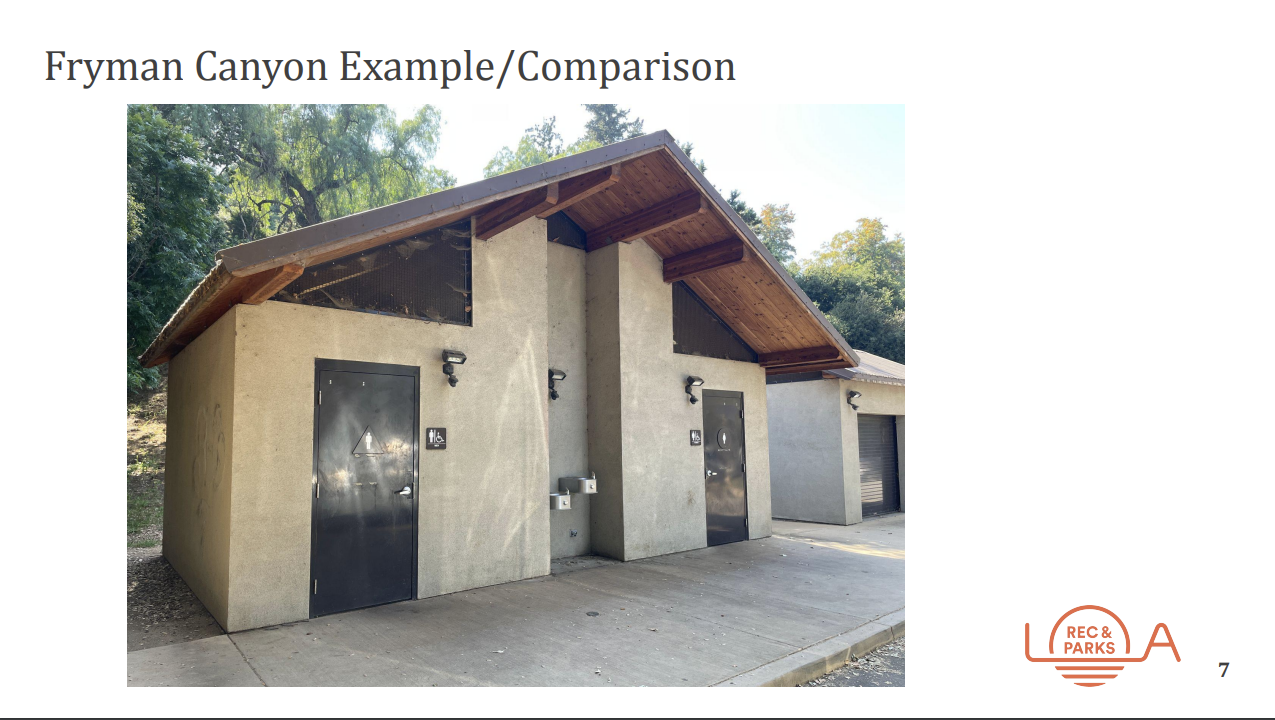 Fryman Canyon Example/Comparison
L REC & A
PARKS
7